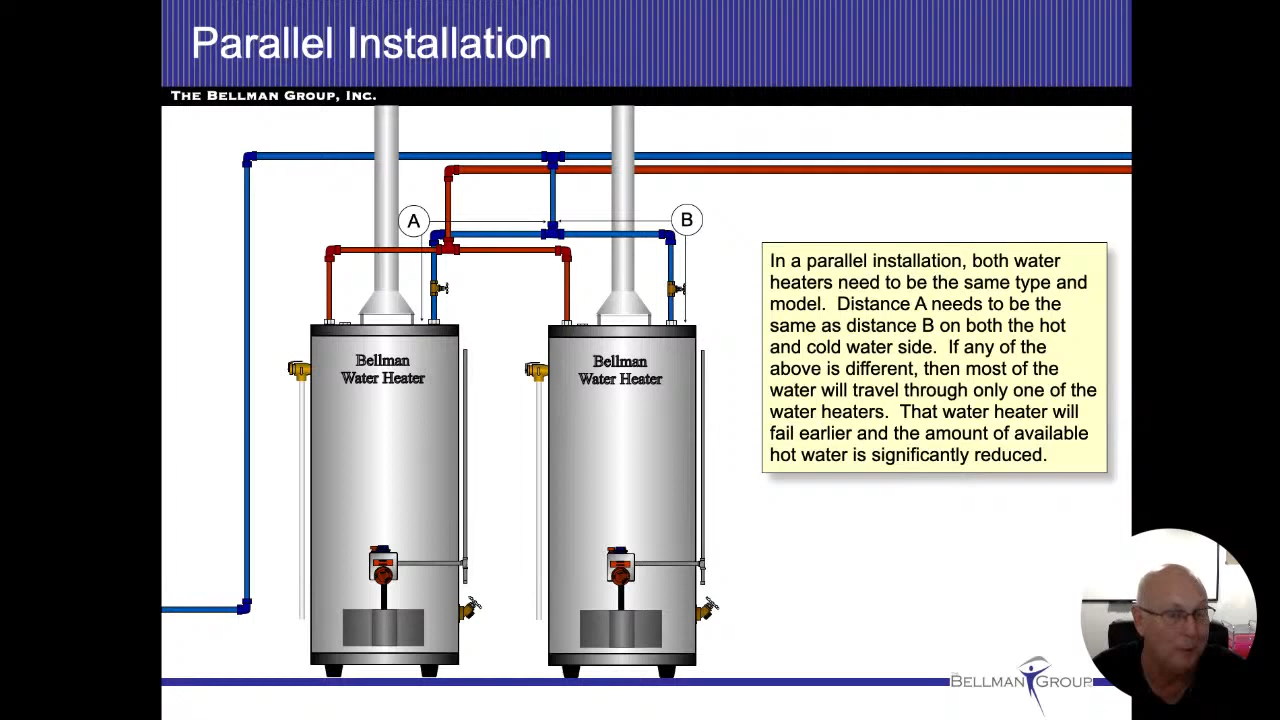 Parallel Installation
THE BELLMAN GROUP, INC.
A
B
In a parallel installation, both water
heaters need to be the same type and
model.  Distance A needs to be the
same as distance B on both the hot
and cold water side.  If any of the
above is different, then most of the
water will travel through only one of the
water heaters.  That water heater will
fail earlier and the amount of available
hot water is significantly reduced.
Bellman
Water Heater
Bellman
Water Heater
THE
BELLMAN GROUP